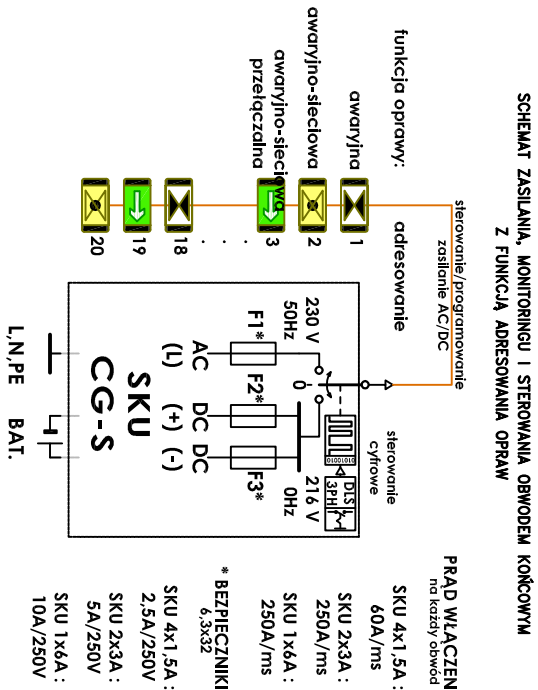 SCHEMAT ZASILANIA, MONITORINGU I STEROWANIA OBWODEM KOŃCOWYM
Z FUNKCJĄ ADRESOWANIA OPRAW
funkcja oprawy:
adresowanie
sterowanie/programowanie
zasilanie AC/DC
awaryjna
1
awaryjno-sieciowa
2
awaryjno-sieciowa
przełączalna
3
.
.
.
18
19
20
230 V
50Hz
0
216 V
0Hz
sterowanie
cyfrowe
01010010
DLS
3PH
F1*
F2*
F3*
AC
(L)
DC
(+)
DC
(-)
SKU
CG-S
L,N,PE
BAT.
PRĄD WŁĄCZEN
na każdy obwód
SKU 4x1,5A :
60A/ms
SKU 2x3A :
250A/ms
SKU 1x6A :
250A/ms
* BEZPIECZNIKI
6,3x32
SKU 4x1,5A :
2,5A/250V
SKU 2x3A :
5A/250V
SKU 1x6A :
10A/250V